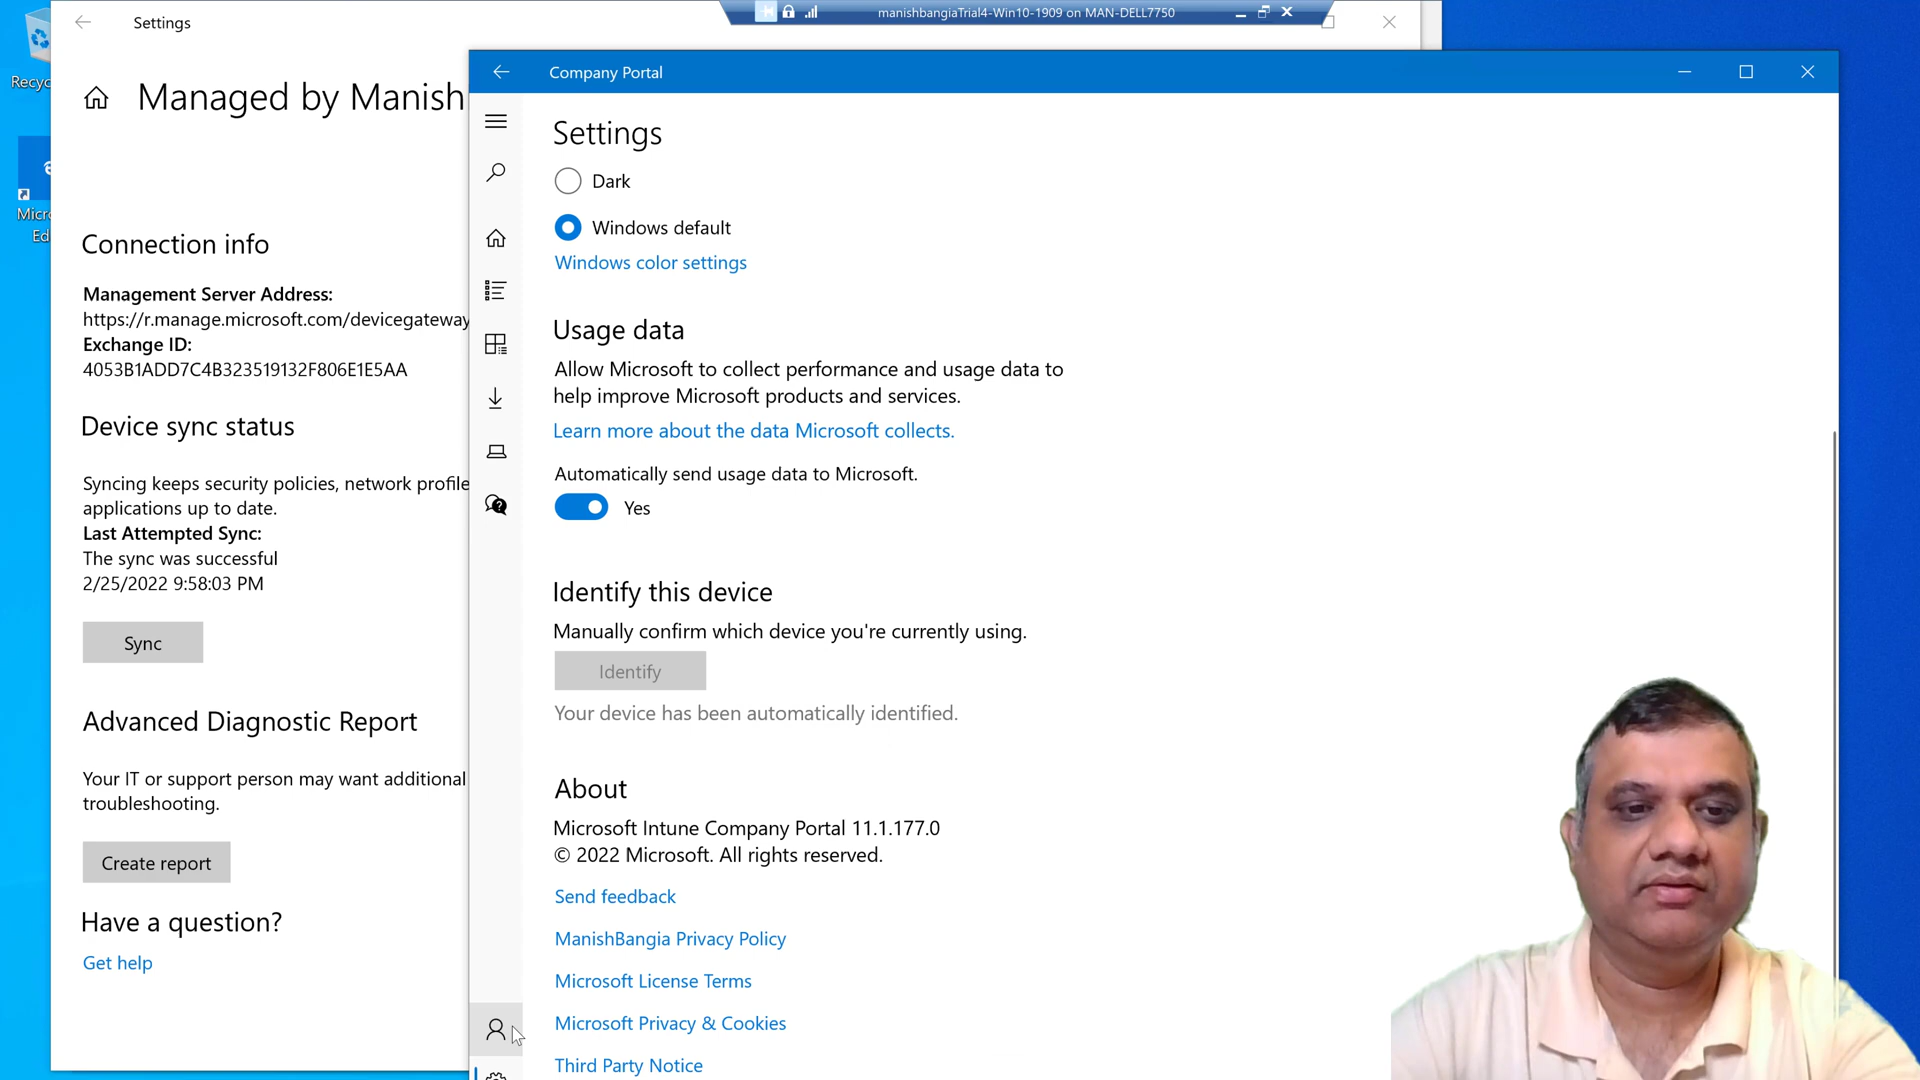 Recyc
Micro
Ed
Settings
manishbangiaTrial4-Win10-1909 on MAN-DELL7750
Managed by Manish
Connection info
Management Server Address:
https://r.manage.microsoft.com/devicegateway
Exchange ID:
4053B1ADD7C4B323519132F806E1E5AA
Device sync status
Syncing keeps security policies, network profile
applications up to date.
Last Attempted Sync:
The sync was successful
2/25/2022 9:58:03 PM
Sync
Advanced Diagnostic Report
Your IT or support person may want additional
troubleshooting.
Create report
Have a question?
Get help
Company Portal
Settings
Dark
Windows default
Windows color settings
Usage data
Allow Microsoft to collect performance and usage data to
help improve Microsoft products and services.
Learn more about the data Microsoft collects.
Automatically send usage data to Microsoft.
Yes
Identify this device
Manually confirm which device you're currently using.
Identify
Your device has been automatically identified.
About
Microsoft Intune Company Portal 11.1.177.0
© 2022 Microsoft. All rights reserved.
Send feedback
ManishBangia Privacy Policy
Microsoft License Terms
Microsoft Privacy & Cookies
Third Party Notice